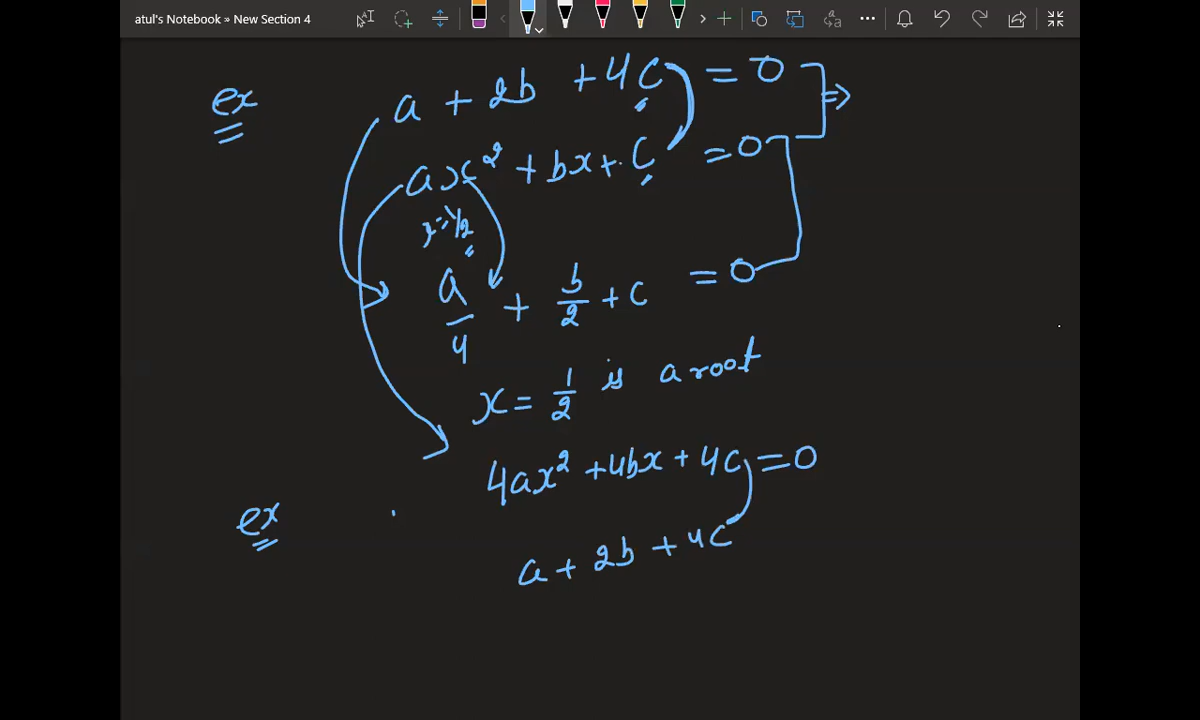 atul's Notebook » New Section 4
ex a + 2b + 4c = 0 ⇒
ax² + bx + c = 0
x = 1/2
a/4 + b/2 + c = 0
x = 1/2 is a root
4ax² + 4bx + 4c = 0
ex
a + 2b + 4c